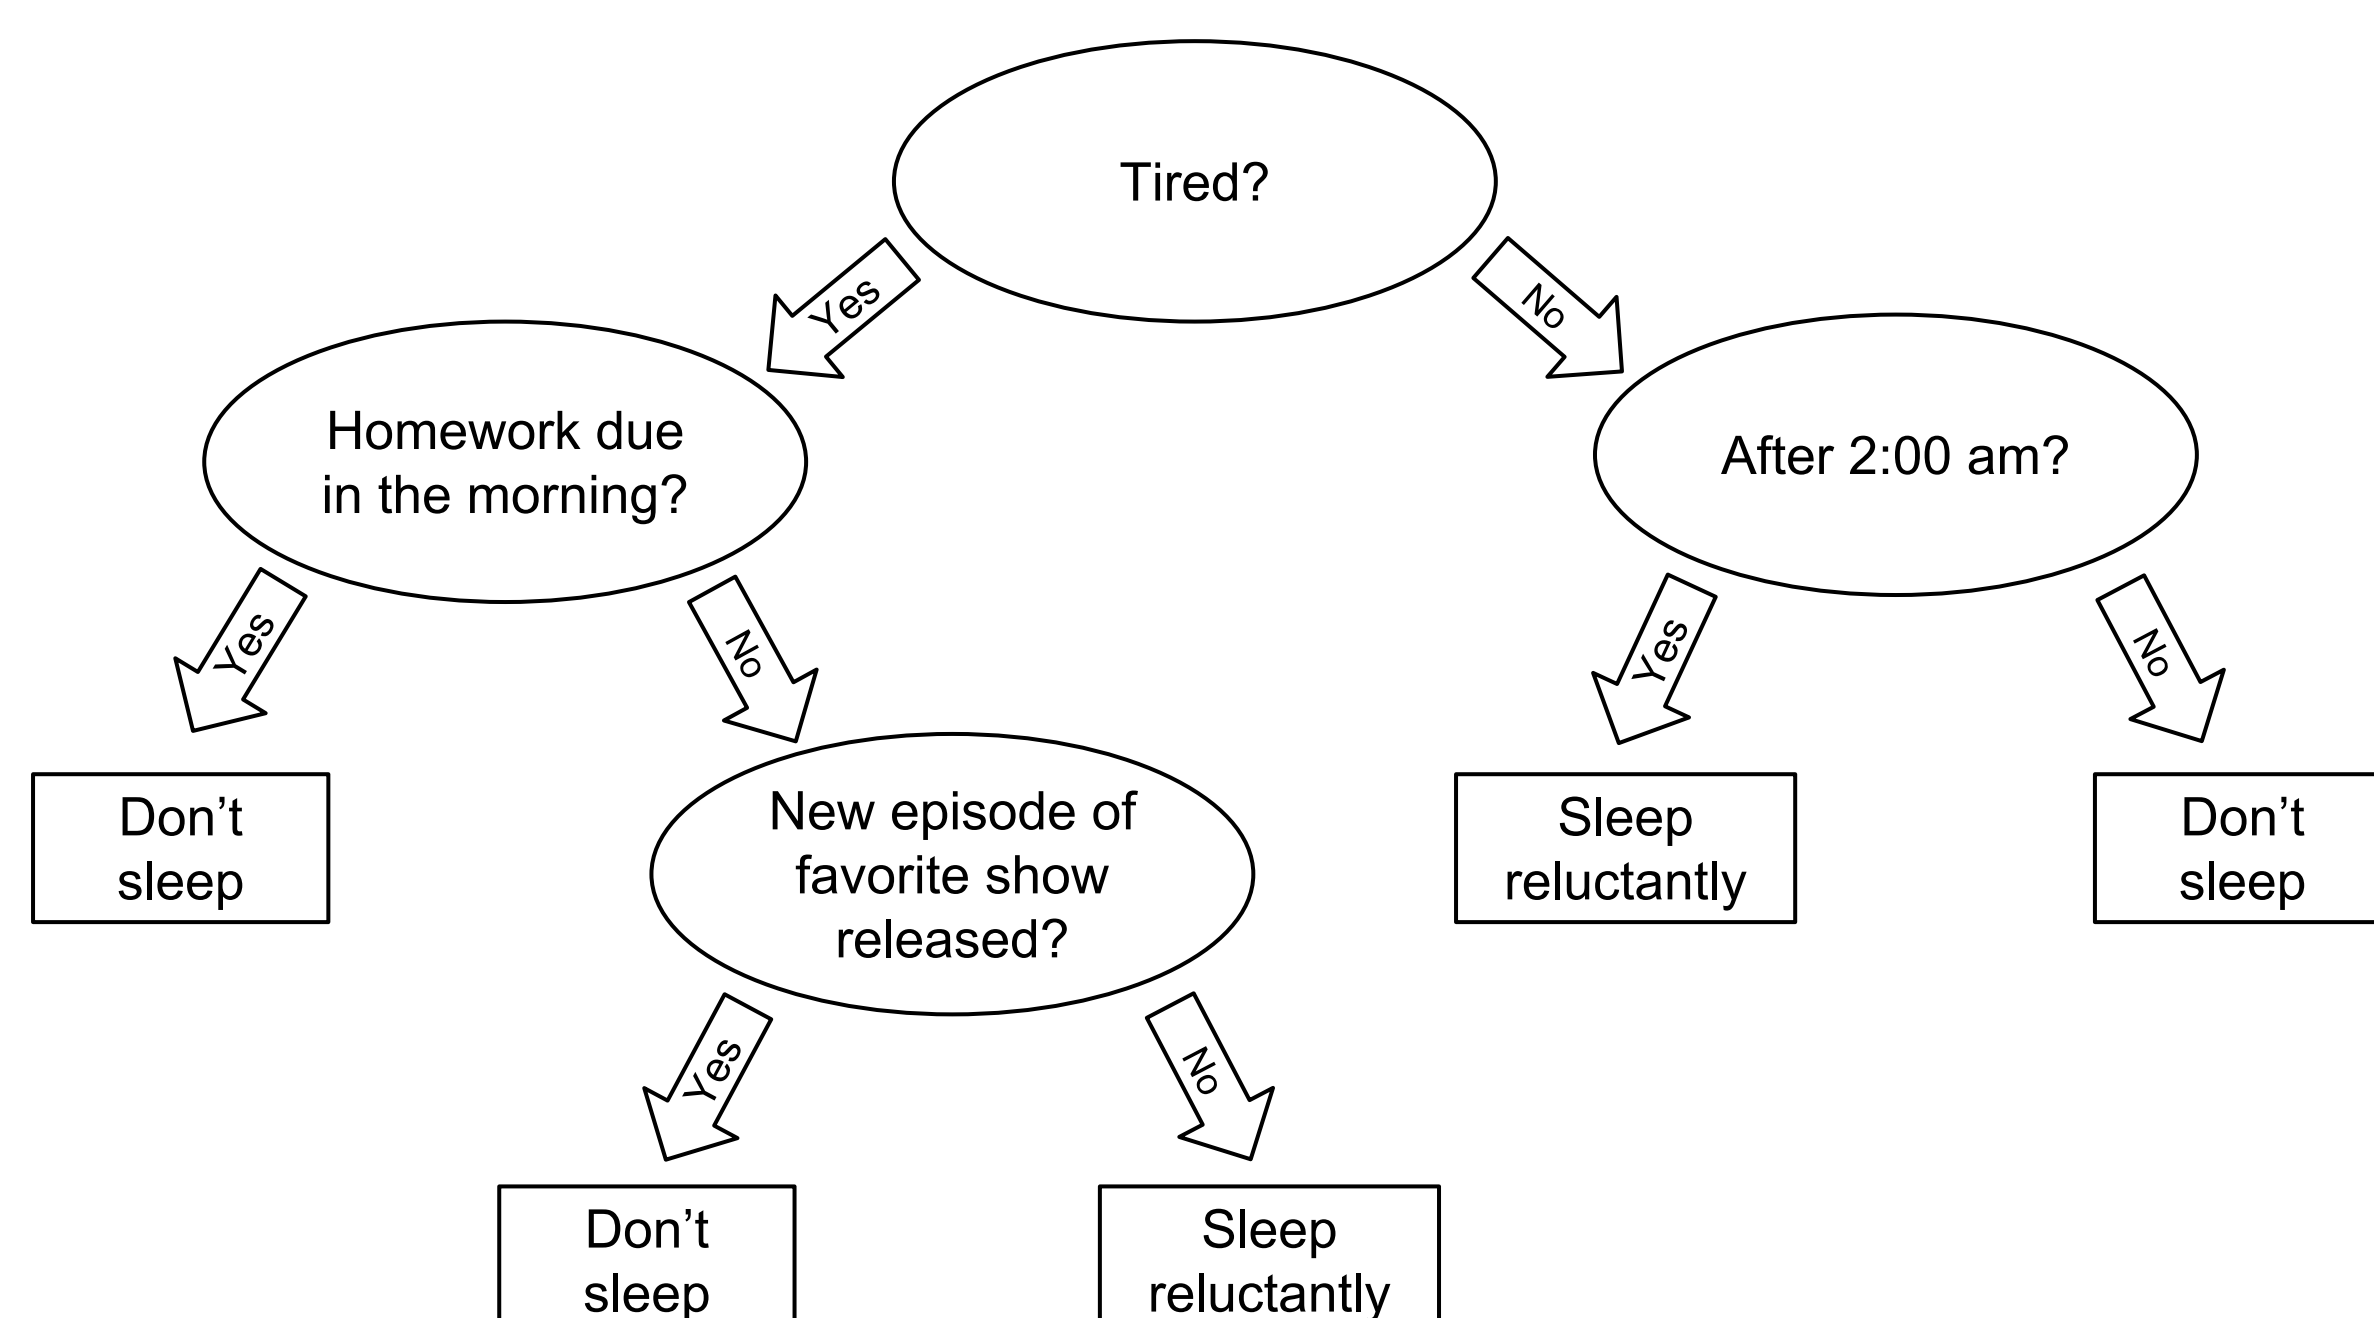 Tired?
Yes
No
Homework due
in the morning?
After 2:00 am?
Yes
No
Yes
No
Don’t
sleep
New episode of
favorite show
released?
Sleep
reluctantly
Don’t
sleep
Yes
No
Don’t
sleep
Sleep
reluctantly